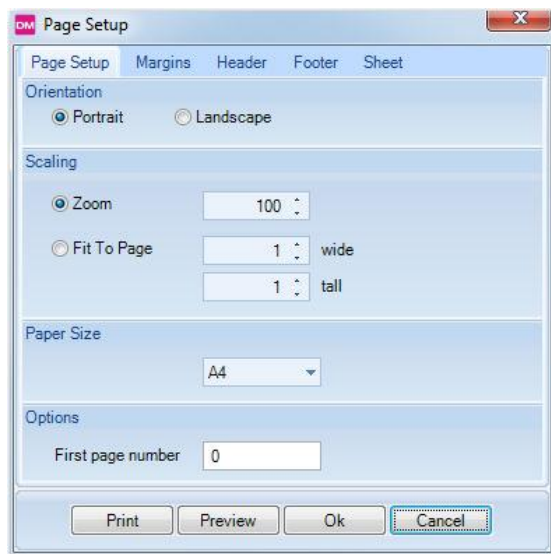 DM Page Setup X
Page Setup Margins Header Footer Sheet
Orientation
Portrait Landscape
Scaling
Zoom 100
Fit To Page 1 wide
1 tall
Paper Size
A4
Options
First page number 0
Print Preview Ok Cancel